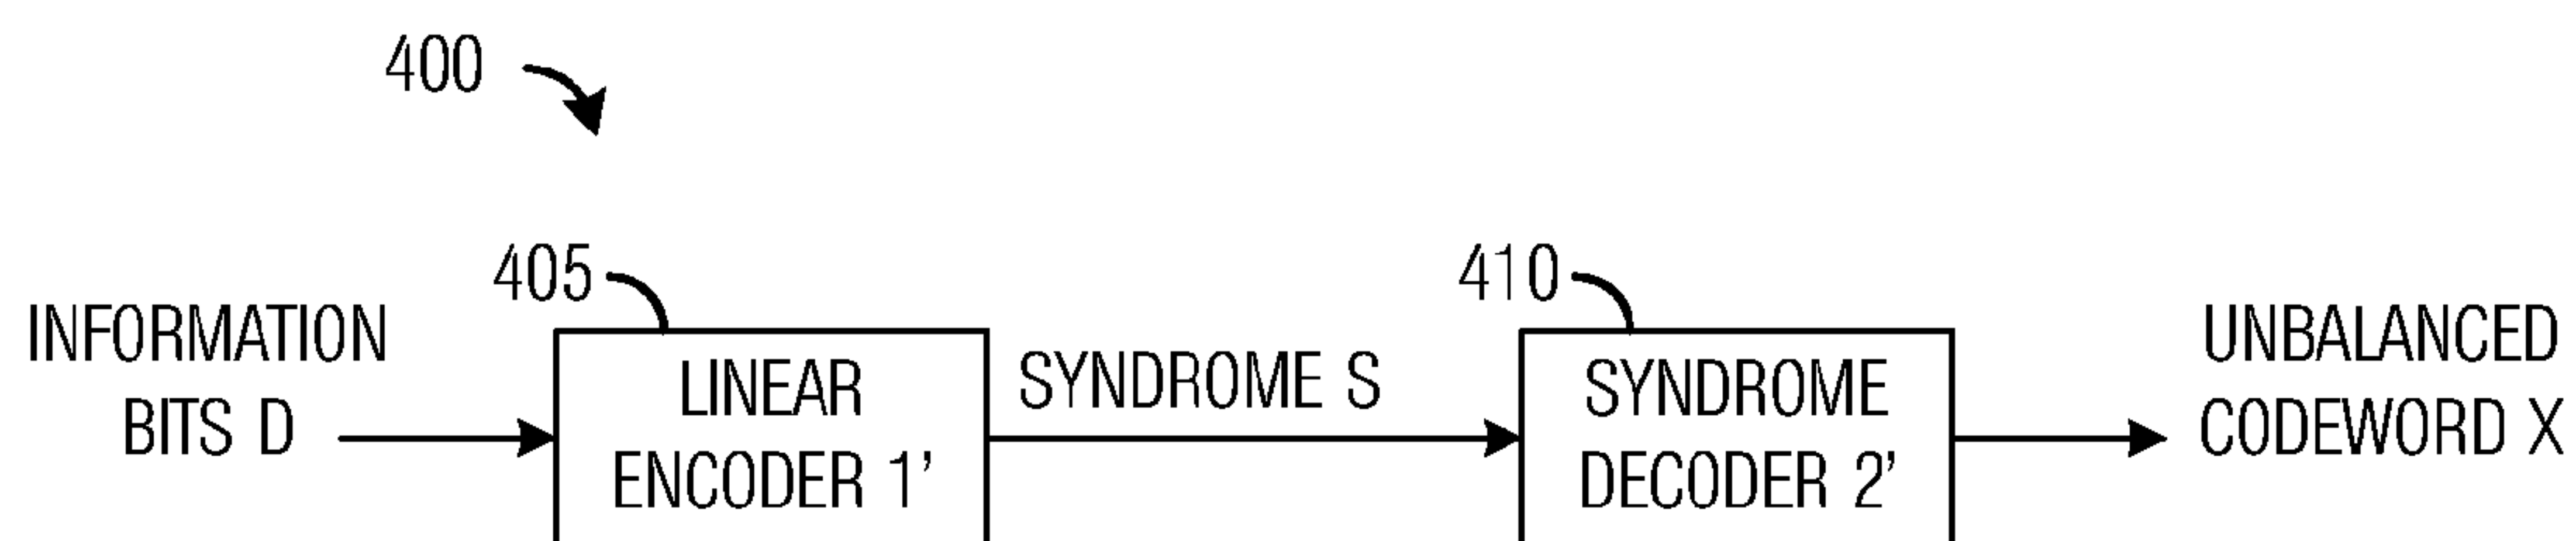 400
405
410
INFORMATION
BITS D
LINEAR
ENCODER 1'
SYNDROME S
SYNDROME
DECODER 2'
UNBALANCED
CODEWORD X